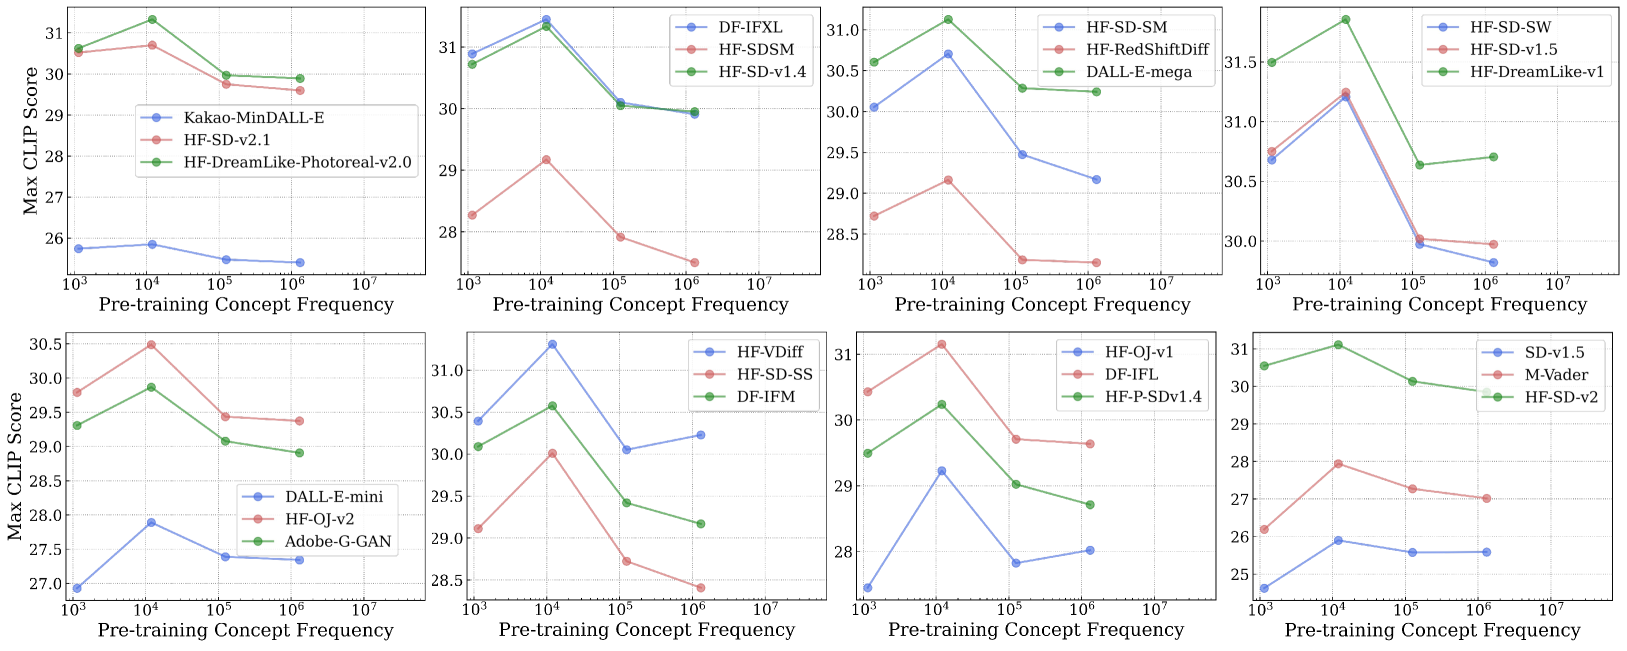 Max CLIP Score
31
30
29
28
27
26
Kakao-MinDALL-E
HF-SD-v2.1
HF-DreamLike-Photoreal-v2.0
10³ 10⁴ 10⁵ 10⁶ 10⁷
Pre-training Concept Frequency
31
30
29
28
DF-IFXL
HF-SDSM
HF-SD-v1.4
10³ 10⁴ 10⁵ 10⁶ 10⁷
Pre-training Concept Frequency
31.0
30.5
30.0
29.5
29.0
28.5
HF-SD-SM
HF-RedShiftDiff
DALL-E-mega
10³ 10⁴ 10⁵ 10⁶ 10⁷
Pre-training Concept Frequency
31.5
31.0
30.5
30.0
HF-SD-SW
HF-SD-v1.5
HF-DreamLike-v1
10³ 10⁴ 10⁵ 10⁶ 10⁷
Pre-training Concept Frequency
Max CLIP Score
30.5
30.0
29.5
29.0
28.5
28.0
27.5
27.0
DALL-E-mini
HF-OJ-v2
Adobe-G-GAN
10³ 10⁴ 10⁵ 10⁶ 10⁷
Pre-training Concept Frequency
31.0
30.5
30.0
29.5
29.0
28.5
HF-VDiff
HF-SD-SS
DF-IFM
10³ 10⁴ 10⁵ 10⁶ 10⁷
Pre-training Concept Frequency
31
30
29
28
HF-OJ-v1
DF-IFL
HF-P-SDv1.4
10³ 10⁴ 10⁵ 10⁶ 10⁷
Pre-training Concept Frequency
31
30
29
28
27
26
25
SD-v1.5
M-Vader
HF-SD-v2
10³ 10⁴ 10⁵ 10⁶ 10⁷
Pre-training Concept Frequency